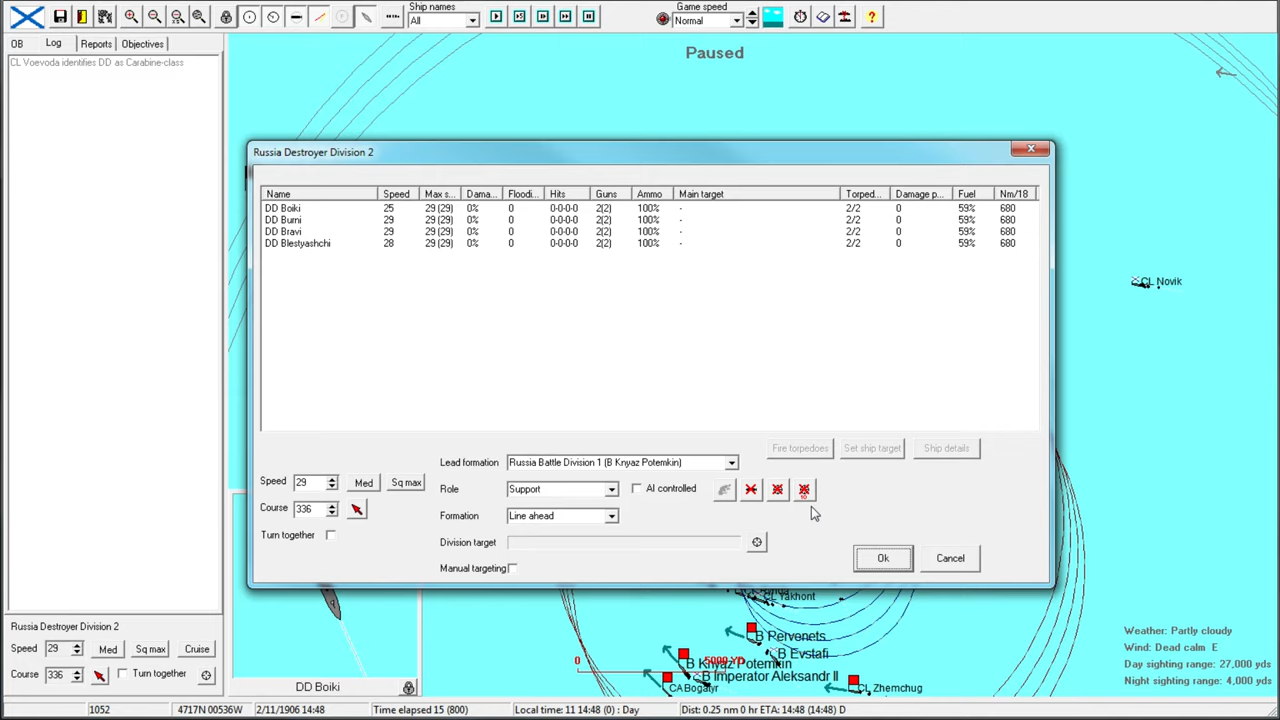 Ship names
All
Game speed
Normal
?
OB Log Reports Objectives
CL Voevoda identifies DD as Carabine-class
Paused
Russia Destroyer Division 2
Name Speed Max s... Dama... Floodi... Hits Guns Ammo Main target Torped... Damage p... Fuel Nm/18
DD Boiki 25 29 (29) 0% 0 0-0-0-0 2(2) 100% - 2/2 0 59% 680
DD Burni 29 29 (29) 0% 0 0-0-0-0 2(2) 100% - 2/2 0 59% 680
DD Bravi 29 29 (29) 0% 0 0-0-0-0 2(2) 100% - 2/2 0 59% 680
DD Blestyashchi 28 29 (29) 0% 0 0-0-0-0 2(2) 100% - 2/2 0 59% 680
CL Novik
Fire torpedoes Set ship target Ship details
Lead formation Russia Battle Division 1 (B Knyaz Potemkin)
Speed 29 Med Sq max
Role Support AI controlled
10
Course 336
Formation Line ahead
Turn together
Division target
Manual targeting
Ok Cancel
CL Yakhont
B Pervenets
B Evstafi
0 5000 YD
B Knyaz Potemkin
B Imperator Aleksandr II
CA Bogatyr
CL Zhemchug
Weather: Partly cloudy
Wind: Dead calm E
Day sighting range: 27,000 yds
Night sighting range: 4,000 yds
Russia Destroyer Division 2
Speed 29 Med Sq max Cruise
Course 336 Turn together
DD Boiki
1052 4717N 00536W 2/11/1906 14:48 Time elapsed 15 (800) Local time: 11 14:48 (0) : Day Dist: 0.25 nm 0 hr ETA: 14:48 (14:48) D